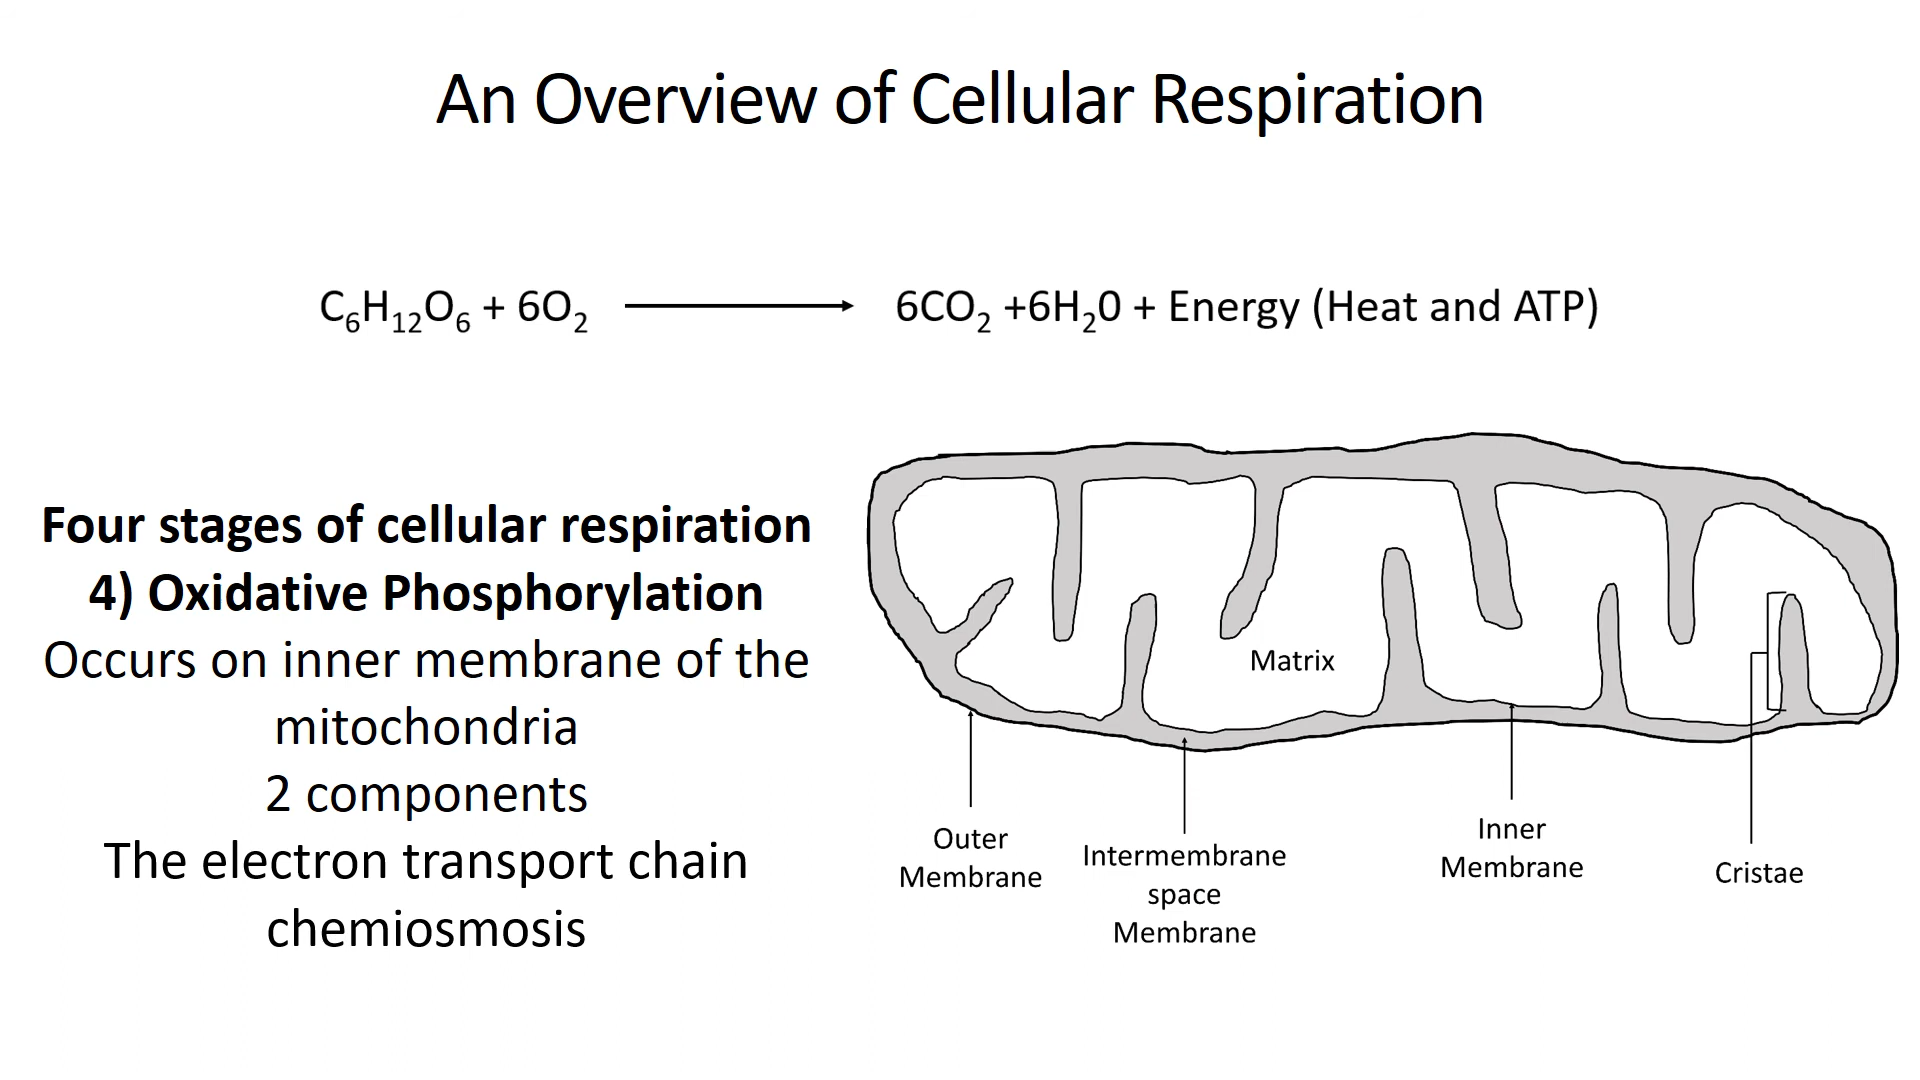 An Overview of Cellular Respiration
C₆H₁₂O₆ + 6O₂ ⟶ 6CO₂ +6H₂0 + Energy (Heat and ATP)
Four stages of cellular respiration
4) Oxidative Phosphorylation
Occurs on inner membrane of the
mitochondria
2 components
The electron transport chain
chemiosmosis
Matrix
Outer
Membrane
Intermembrane
space
Membrane
Inner
Membrane
Cristae